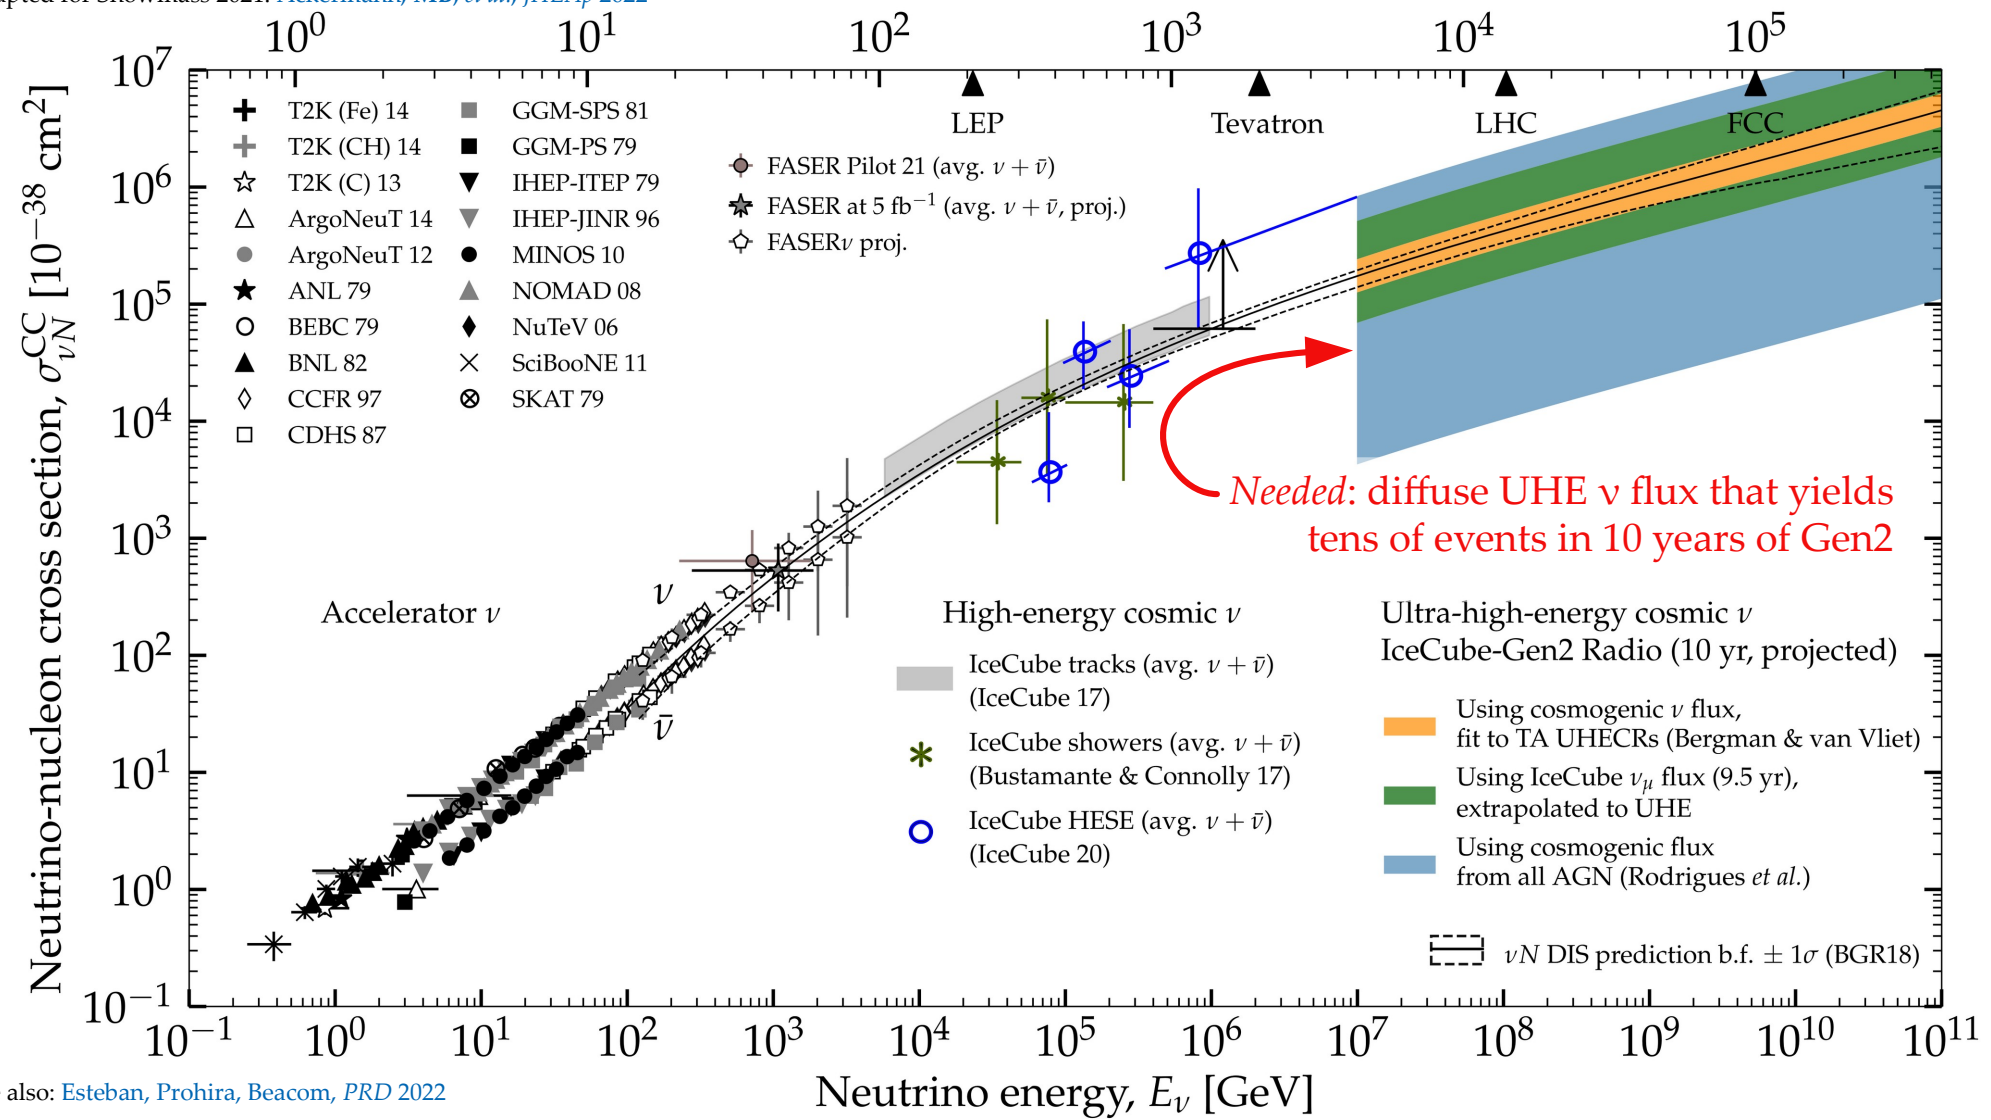 Adapted for Snowmass 2021: Ackermann, MB, et al., JHEAp 2022
10⁰ 10¹ 10² 10³ 10⁴ 10⁵
LEP Tevatron LHC FCC
10⁷
10⁶
10⁵
10⁴
10³
10²
10¹
10⁰
10⁻¹
Neutrino-nucleon cross section, σ^CC_νN [10⁻³⁸ cm²]
T2K (Fe) 14
T2K (CH) 14
T2K (C) 13
ArgoNeuT 14
ArgoNeuT 12
ANL 79
BEBC 79
BNL 82
CCFR 97
CDHS 87
GGM-SPS 81
GGM-PS 79
IHEP-ITEP 79
IHEP-JINR 96
MINOS 10
NOMAD 08
NuTeV 06
SciBooNE 11
SKAT 79
FASER Pilot 21 (avg. ν + ν̄)
FASER at 5 fb⁻¹ (avg. ν + ν̄, proj.)
FASERν proj.
Needed: diffuse UHE ν flux that yields
tens of events in 10 years of Gen2
Accelerator ν
ν
ν̄
High-energy cosmic ν
IceCube tracks (avg. ν + ν̄)
(IceCube 17)
IceCube showers (avg. ν + ν̄)
(Bustamante & Connolly 17)
IceCube HESE (avg. ν + ν̄)
(IceCube 20)
Ultra-high-energy cosmic ν
IceCube-Gen2 Radio (10 yr, projected)
Using cosmogenic ν flux,
fit to TA UHECRs (Bergman & van Vliet)
Using IceCube ν_μ flux (9.5 yr),
extrapolated to UHE
Using cosmogenic flux
from all AGN (Rodrigues et al.)
νN DIS prediction b.f. ± 1σ (BGR18)
10⁻¹ 10⁰ 10¹ 10² 10³ 10⁴ 10⁵ 10⁶ 10⁷ 10⁸ 10⁹ 10¹⁰ 10¹¹
Neutrino energy, E_ν [GeV]
also: Esteban, Prohira, Beacom, PRD 2022